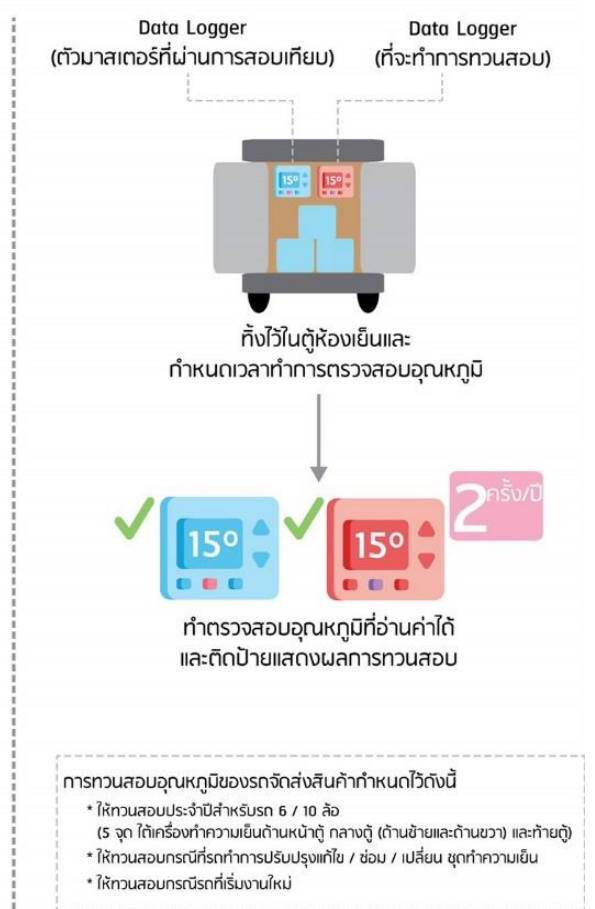 Data Logger
(ตัวมาสเตอร์ที่ผ่านการสอบเทียบ)
Data Logger
(ที่จะทำการทวนสอบ)
15º
15º
ทิ้งไว้ในตู้ห้องเย็นและ
กำหนดเวลาทำการตรวจสอบอุณหภูมิ
15º
15º
2 ครั้ง/ปี
ทำตรวจสอบอุณหภูมิที่อ่านค่าได้
และติดป้ายแสดงผลการทวนสอบ
การทวนสอบอุณหภูมิของรถจัดส่งสินค้ากำหนดไว้ดังนี้
* ให้ทวนสอบประจำปีสำหรับรถ 6 / 10 ล้อ
(5 จุด ใต้เครื่องทำความเย็นด้านหน้าตู้ กลางตู้ (ด้านซ้ายและด้านขวา) และท้ายตู้)
* ให้ทวนสอบกรณีที่รถทำการปรับปรุงแก้ไข / ซ่อม / เปลี่ยน ชุดทำความเย็น
* ให้ทวนสอบกรณีรถที่เริ่มงานใหม่